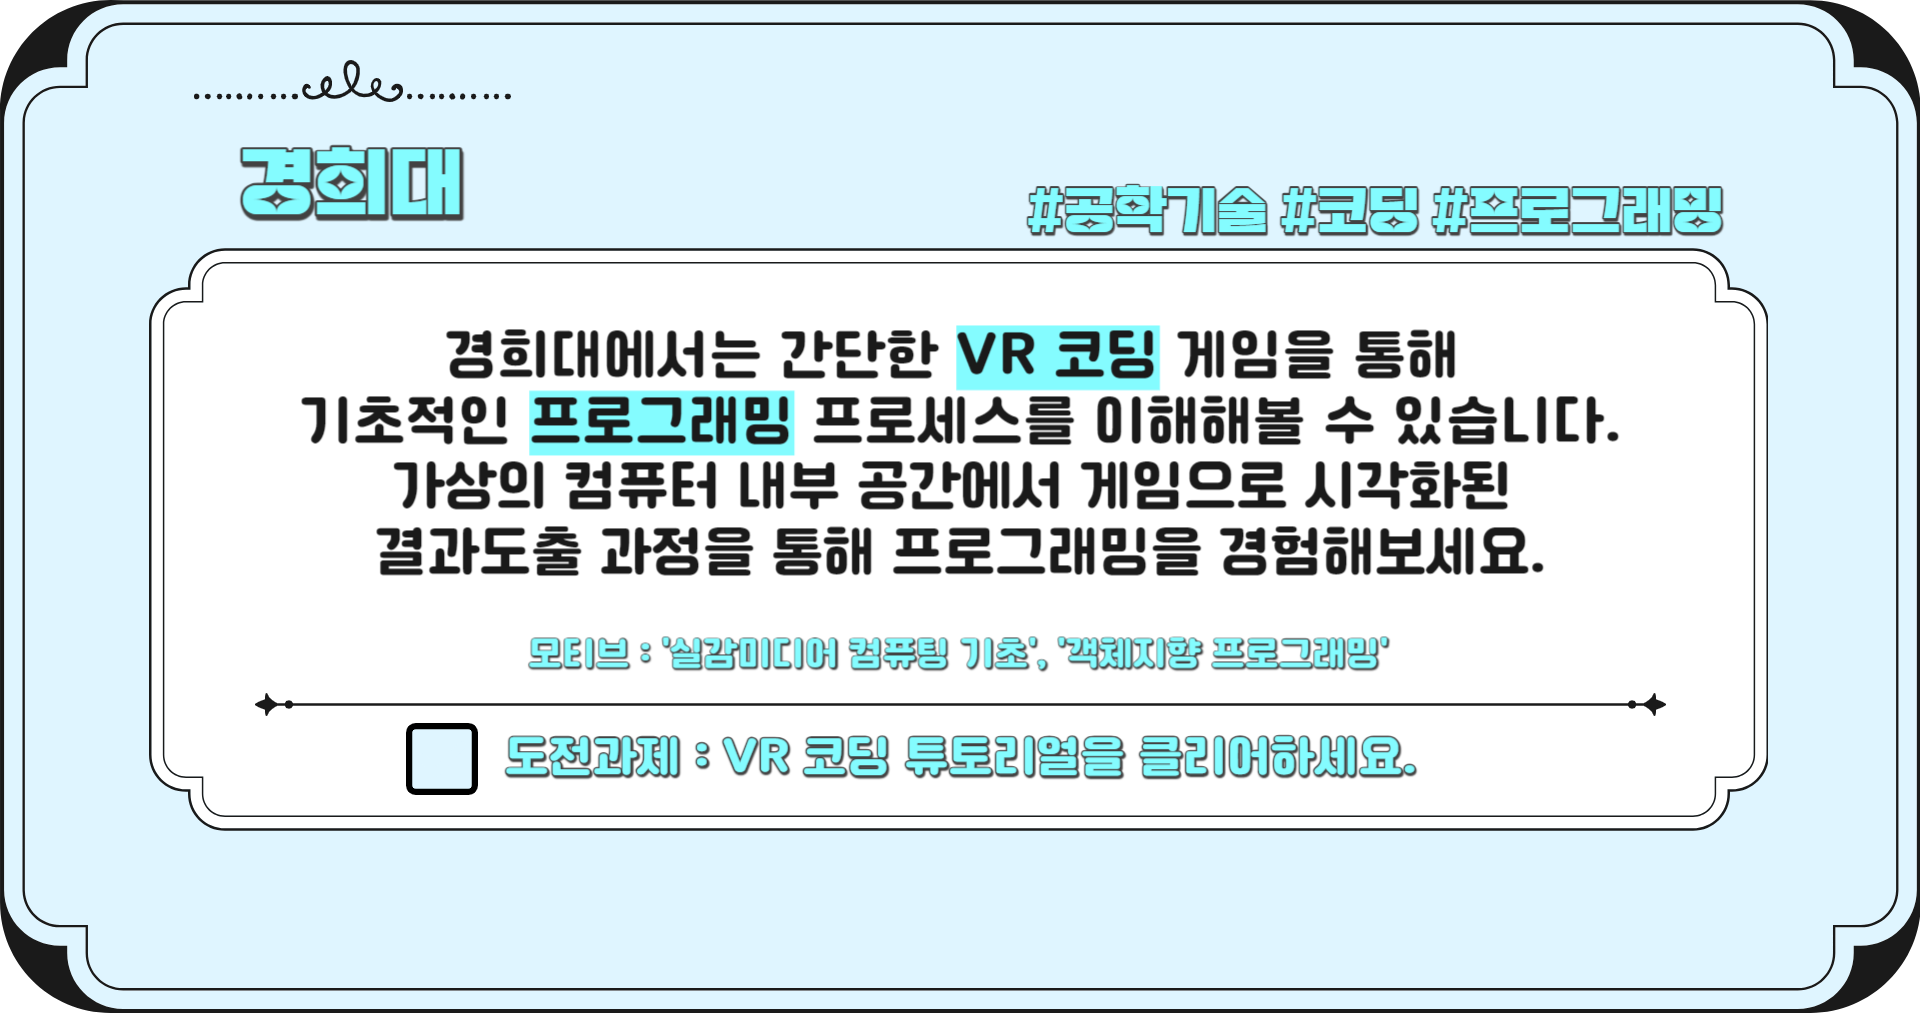 경희대
#공학기술 #코딩 #프로그래밍
경희대에서는 간단한 VR 코딩 게임을 통해
기초적인 프로그래밍 프로세스를 이해해볼 수 있습니다.
가상의 컴퓨터 내부 공간에서 게임으로 시각화된
결과도출 과정을 통해 프로그래밍을 경험해보세요.
모티브 : '실감미디어 컴퓨팅 기초', '객체지향 프로그래밍'
도전과제 : VR 코딩 튜토리얼을 클리어하세요.